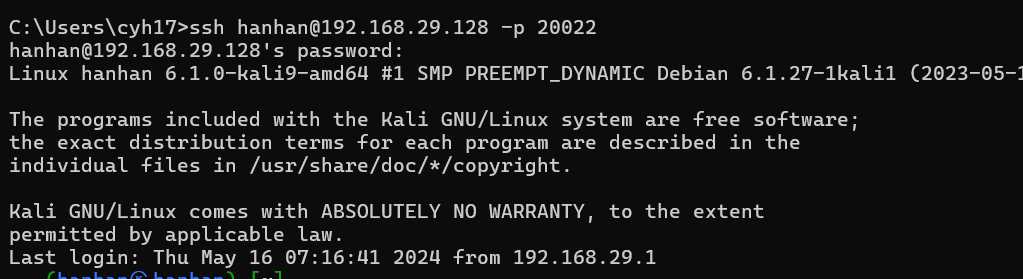 C:\Users\cyh17>ssh hanhan@192.168.29.128 -p 20022
hanhan@192.168.29.128's password:
Linux hanhan 6.1.0-kali9-amd64 #1 SMP PREEMPT_DYNAMIC Debian 6.1.27-1kali1 (2023-05-1
The programs included with the Kali GNU/Linux system are free software;
the exact distribution terms for each program are described in the
individual files in /usr/share/doc/*/copyright.
Kali GNU/Linux comes with ABSOLUTELY NO WARRANTY, to the extent
permitted by applicable law.
Last login: Thu May 16 07:16:41 2024 from 192.168.29.1